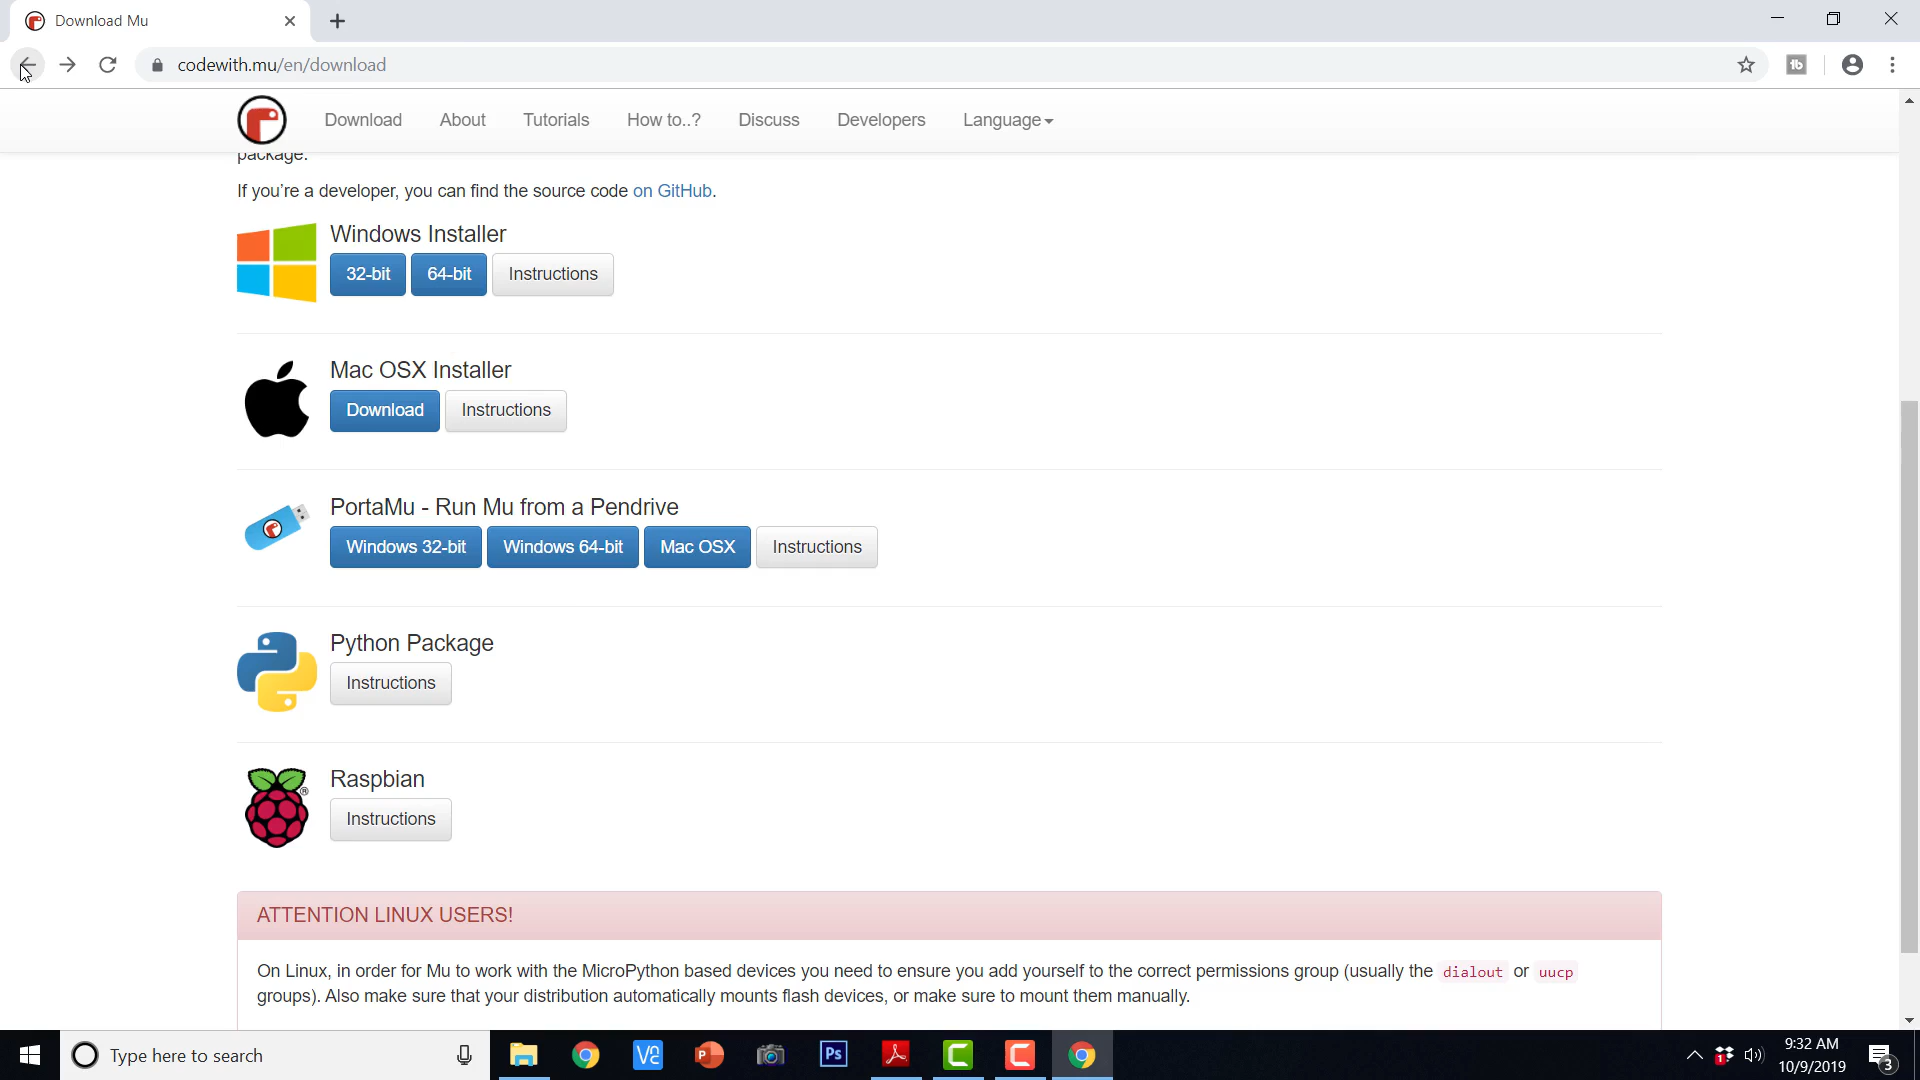 Download Mu
codewith.mu/en/download
Download About Tutorials How to..? Discuss Developers Language
package.
If you're a developer, you can find the source code on GitHub.
Windows Installer
32-bit 64-bit Instructions
Mac OSX Installer
Download Instructions
PortaMu - Run Mu from a Pendrive
Windows 32-bit Windows 64-bit Mac OSX Instructions
Python Package
Instructions
Raspbian
®
Instructions
ATTENTION LINUX USERS!
On Linux, in order for Mu to work with the MicroPython based devices you need to ensure you add yourself to the correct permissions group (usually the dialout or uucp
groups). Also make sure that your distribution automatically mounts flash devices, or make sure to mount them manually.
Type here to search
Ps
1
9:32 AM
10/9/2019
3